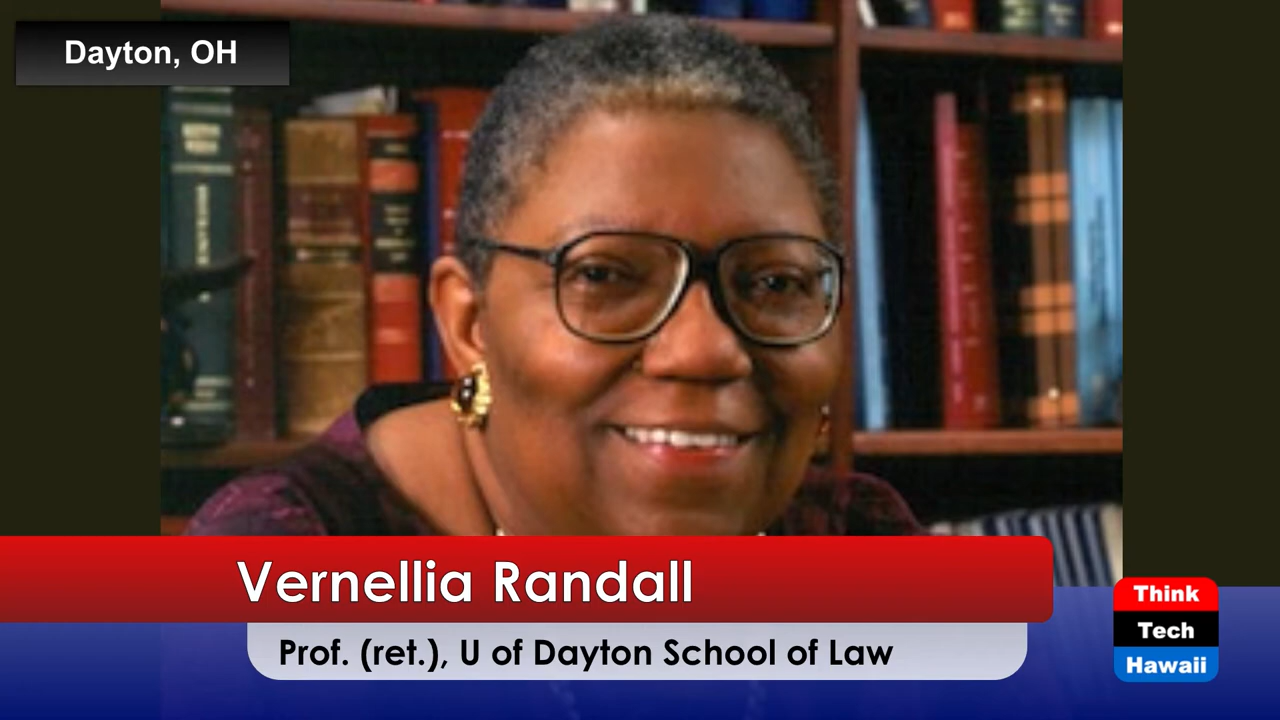 Dayton, OH
Vernellia Randall
Prof. (ret.), U of Dayton School of Law
Think
Tech
Hawaii